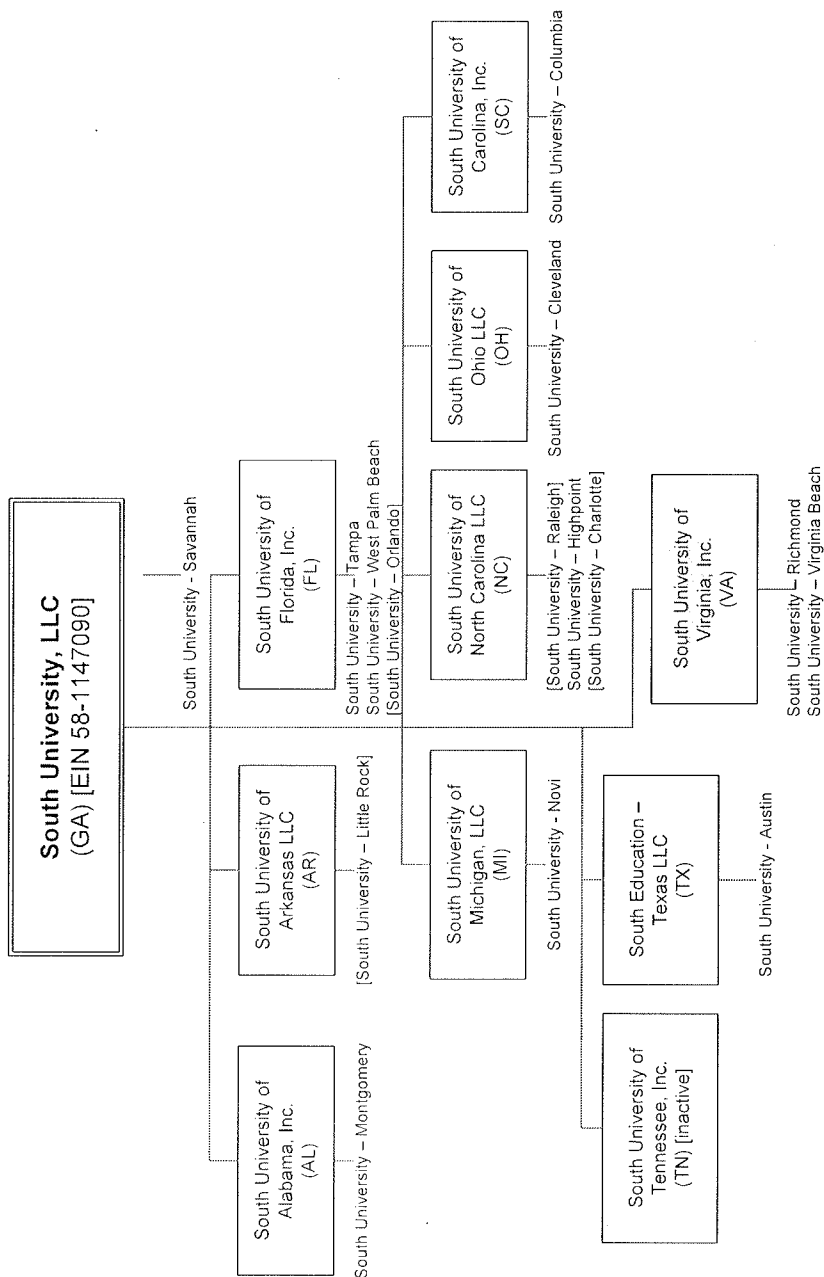 South University, LLC
(GA) [EIN 58-1147090]
South University - Savannah
South University of
Alabama, Inc.
(AL)
South University – Montgomery
South University of
Arkansas LLC
(AR)
[South University – Little Rock]
South University of
Florida, Inc.
(FL)
South University – Tampa
South University – West Palm Beach
[South University – Orlando]
South University of
Michigan, LLC
(MI)
South University - Novi
South University of
North Carolina LLC
(NC)
[South University – Raleigh]
South University – Highpoint
[South University – Charlotte]
South University of
Ohio LLC
(OH)
South University – Cleveland
South University of
Carolina, Inc.
(SC)
South University – Columbia
South University of
Tennessee, Inc.
(TN) [inactive]
South Education –
Texas LLC
(TX)
South University - Austin
South University of
Virginia, Inc.
(VA)
South University – Richmond
South University – Virginia Beach